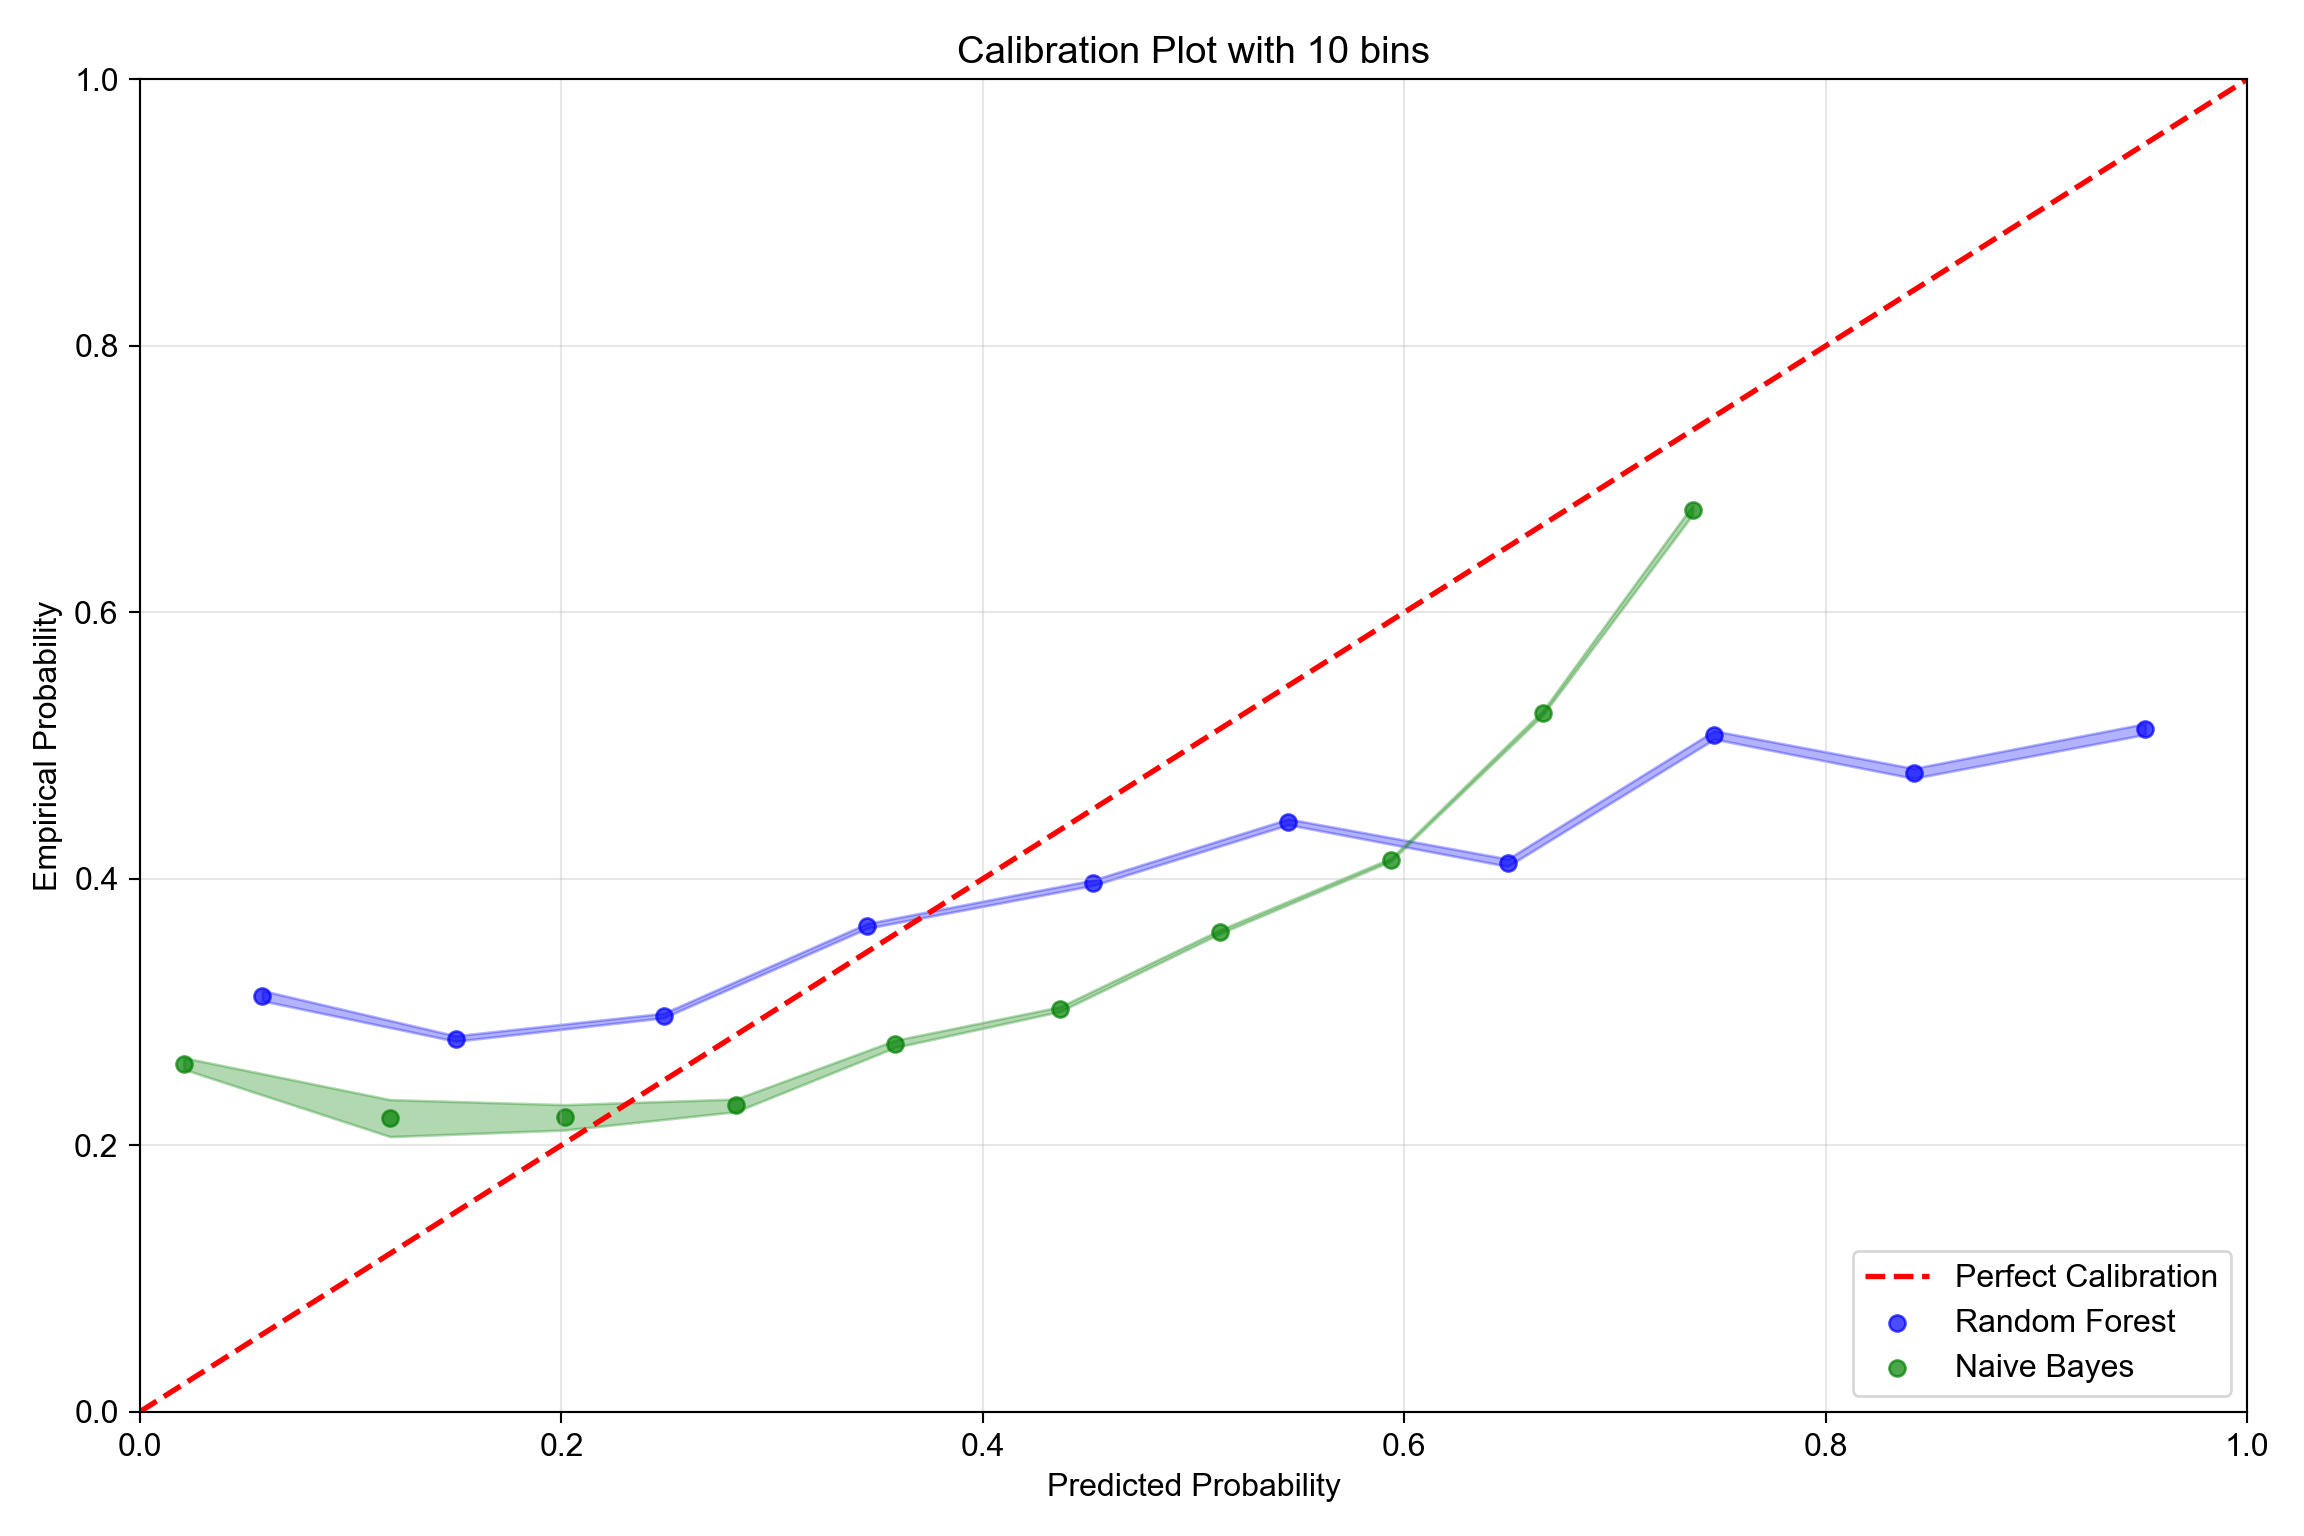 Calibration Plot with 10 bins
1.0
0.8
0.6
0.4
0.2
0.0
Empirical Probability
0.0 0.2 0.4 0.6 0.8 1.0
Predicted Probability
Perfect Calibration
Random Forest
Naive Bayes